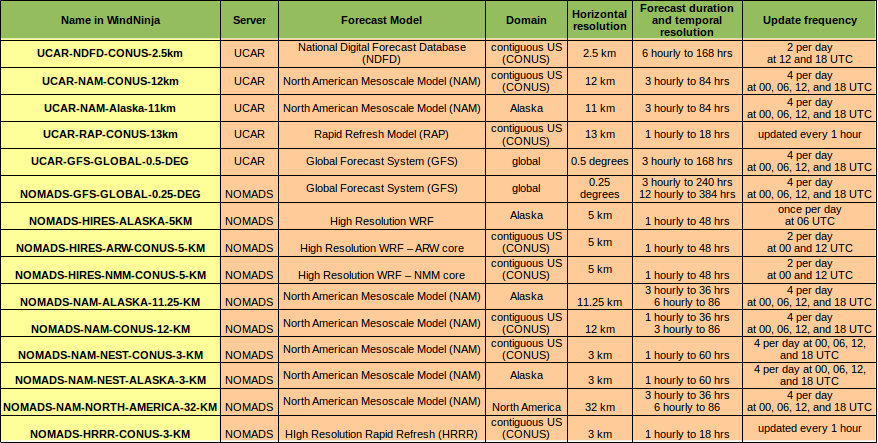 Name in WindNinja Server Forecast Model Domain Horizontal resolution Forecast duration and temporal resolution Update frequency
UCAR-NDFD-CONUS-2.5km UCAR National Digital Forecast Database (NDFD) contiguous US (CONUS) 2.5 km 6 hourly to 168 hrs 2 per day at 12 and 18 UTC
UCAR-NAM-CONUS-12km UCAR North American Mesoscale Model (NAM) contiguous US (CONUS) 12 km 3 hourly to 84 hrs 4 per day at 00, 06, 12, and 18 UTC
UCAR-NAM-Alaska-11km UCAR North American Mesoscale Model (NAM) Alaska 11 km 3 hourly to 84 hrs 4 per day at 00, 06, 12, and 18 UTC
UCAR-RAP-CONUS-13km UCAR Rapid Refresh Model (RAP) contiguous US (CONUS) 13 km 1 hourly to 18 hrs updated every 1 hour
UCAR-GFS-GLOBAL-0.5-DEG UCAR Global Forecast System (GFS) global 0.5 degrees 3 hourly to 168 hrs 4 per day at 00, 06, 12, and 18 UTC
NOMADS-GFS-GLOBAL-0.25-DEG NOMADS Global Forecast System (GFS) global 0.25 degrees 3 hourly to 240 hrs 12 hourly to 384 hrs 4 per day at 00, 06, 12, and 18 UTC
NOMADS-HIRES-ALASKA-5KM NOMADS High Resolution WRF Alaska 5 km 1 hourly to 48 hrs once per day at 06 UTC
NOMADS-HIRES-ARW-CONUS-5-KM NOMADS High Resolution WRF – ARW core contiguous US (CONUS) 5 km 1 hourly to 48 hrs 2 per day at 00 and 12 UTC
NOMADS-HIRES-NMM-CONUS-5-KM NOMADS High Resolution WRF – NMM core contiguous US (CONUS) 5 km 1 hourly to 48 hrs 2 per day at 00 and 12 UTC
NOMADS-NAM-ALASKA-11.25-KM NOMADS North American Mesoscale Model (NAM) Alaska 11.25 km 3 hourly to 36 hrs 6 hourly to 86 4 per day at 00, 06, 12, and 18 UTC
NOMADS-NAM-CONUS-12-KM NOMADS North American Mesoscale Model (NAM) contiguous US (CONUS) 12 km 1 hourly to 36 hrs 3 hourly to 86 4 per day at 00, 06, 12, and 18 UTC
NOMADS-NAM-NEST-CONUS-3-KM NOMADS North American Mesoscale Model (NAM) contiguous US (CONUS) 3 km 1 hourly to 60 hrs 4 per day at 00, 06, 12, and 18 UTC
NOMADS-NAM-NEST-ALASKA-3-KM NOMADS North American Mesoscale Model (NAM) Alaska 3 km 1 hourly to 60 hrs 4 per day at 00, 06, 12, and 18 UTC
NOMADS-NAM-NORTH-AMERICA-32-KM NOMADS North American Mesoscale Model (NAM) North America 32 km 3 hourly to 36 hrs 6 hourly to 86 4 per day at 00, 06, 12, and 18 UTC
NOMADS-HRRR-CONUS-3-KM NOMADS HIgh Resolution Rapid Refresh (HRRR) contiguous US (CONUS) 3 km 1 hourly to 18 hrs updated every 1 hour